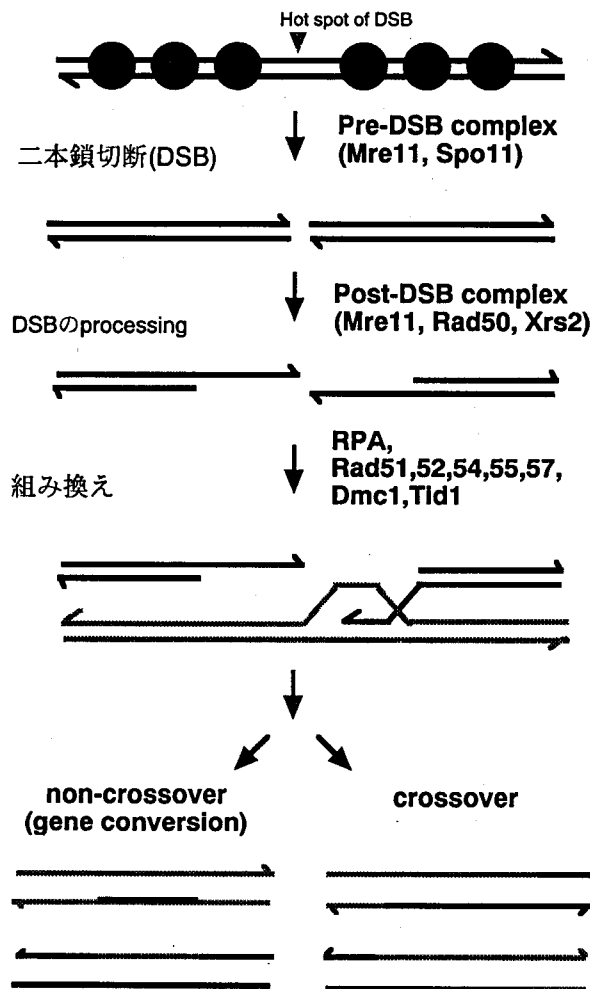 Hot spot of DSB
Pre-DSB complex
(Mre11, Spo11)
二本鎖切断(DSB)
Post-DSB complex
(Mre11, Rad50, Xrs2)
DSBのprocessing
RPA,
Rad51,52,54,55,57,
Dmc1,Tid1
組み換え
non-crossover
(gene conversion)
crossover